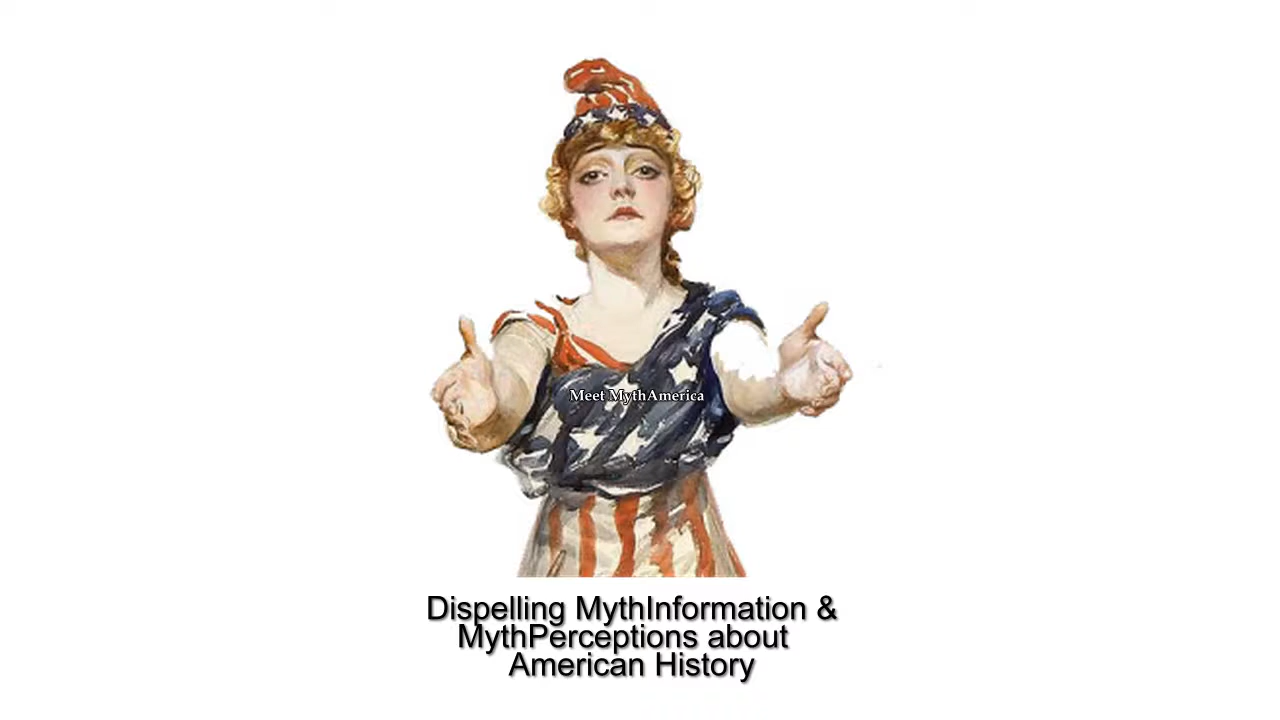 Meet MythAmerica
Dispelling MythInformation &
MythPerceptions about
American History